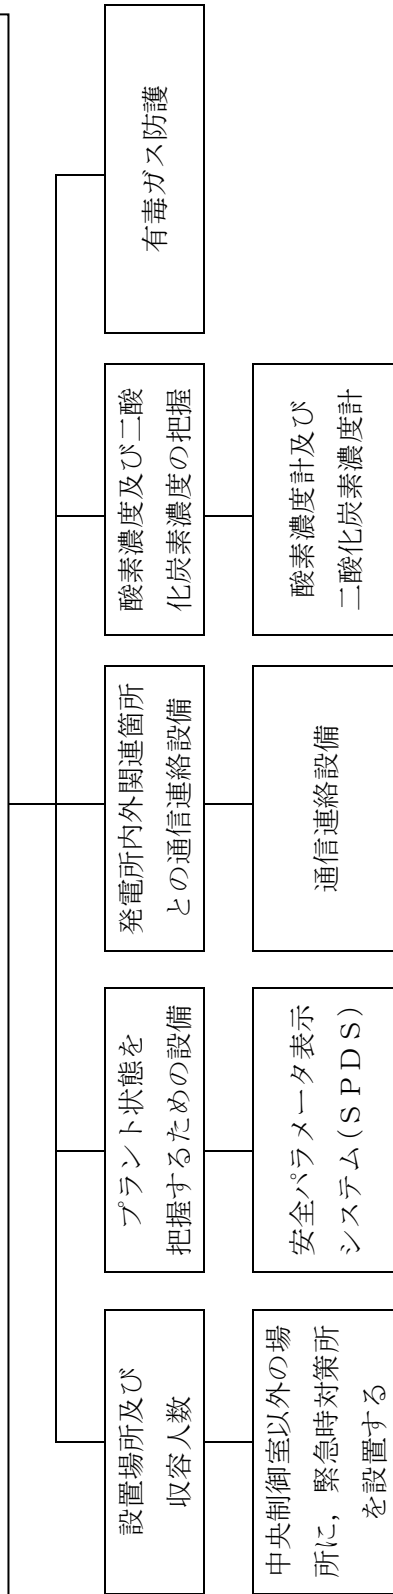 設置場所及び
収容人数
中央制御室以外の場
所に，緊急時対策所
を設置する
プラント状態を
把握するための設備
安全パラメータ表示
システム(ＳＰＤＳ)
発電所内外関連箇所
との通信連絡設備
通信連絡設備
酸素濃度及び二酸
化炭素濃度の把握
酸素濃度計及び
二酸化炭素濃度計
有毒ガス防護